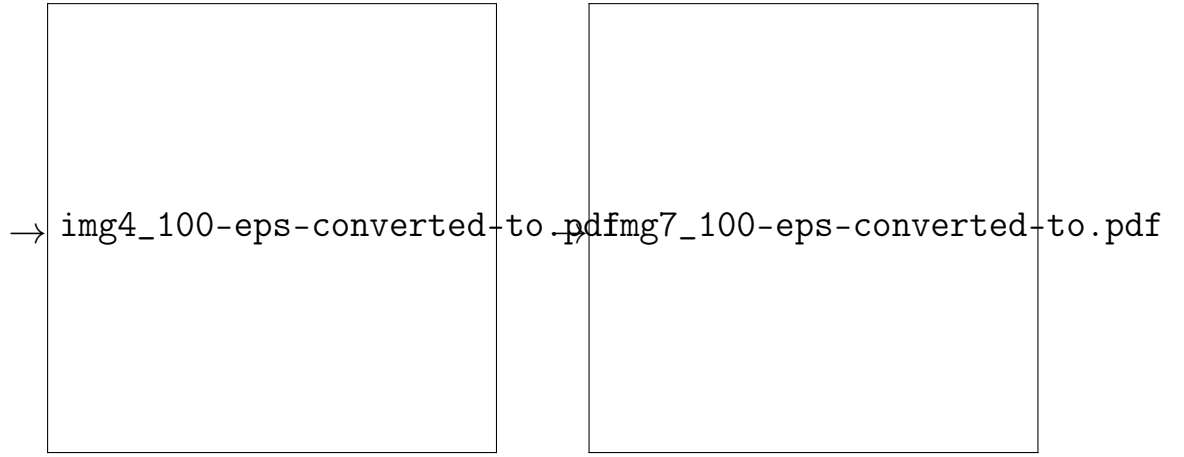 → img4_100-eps-converted-to.pdf → img7_100-eps-converted-to.pdf